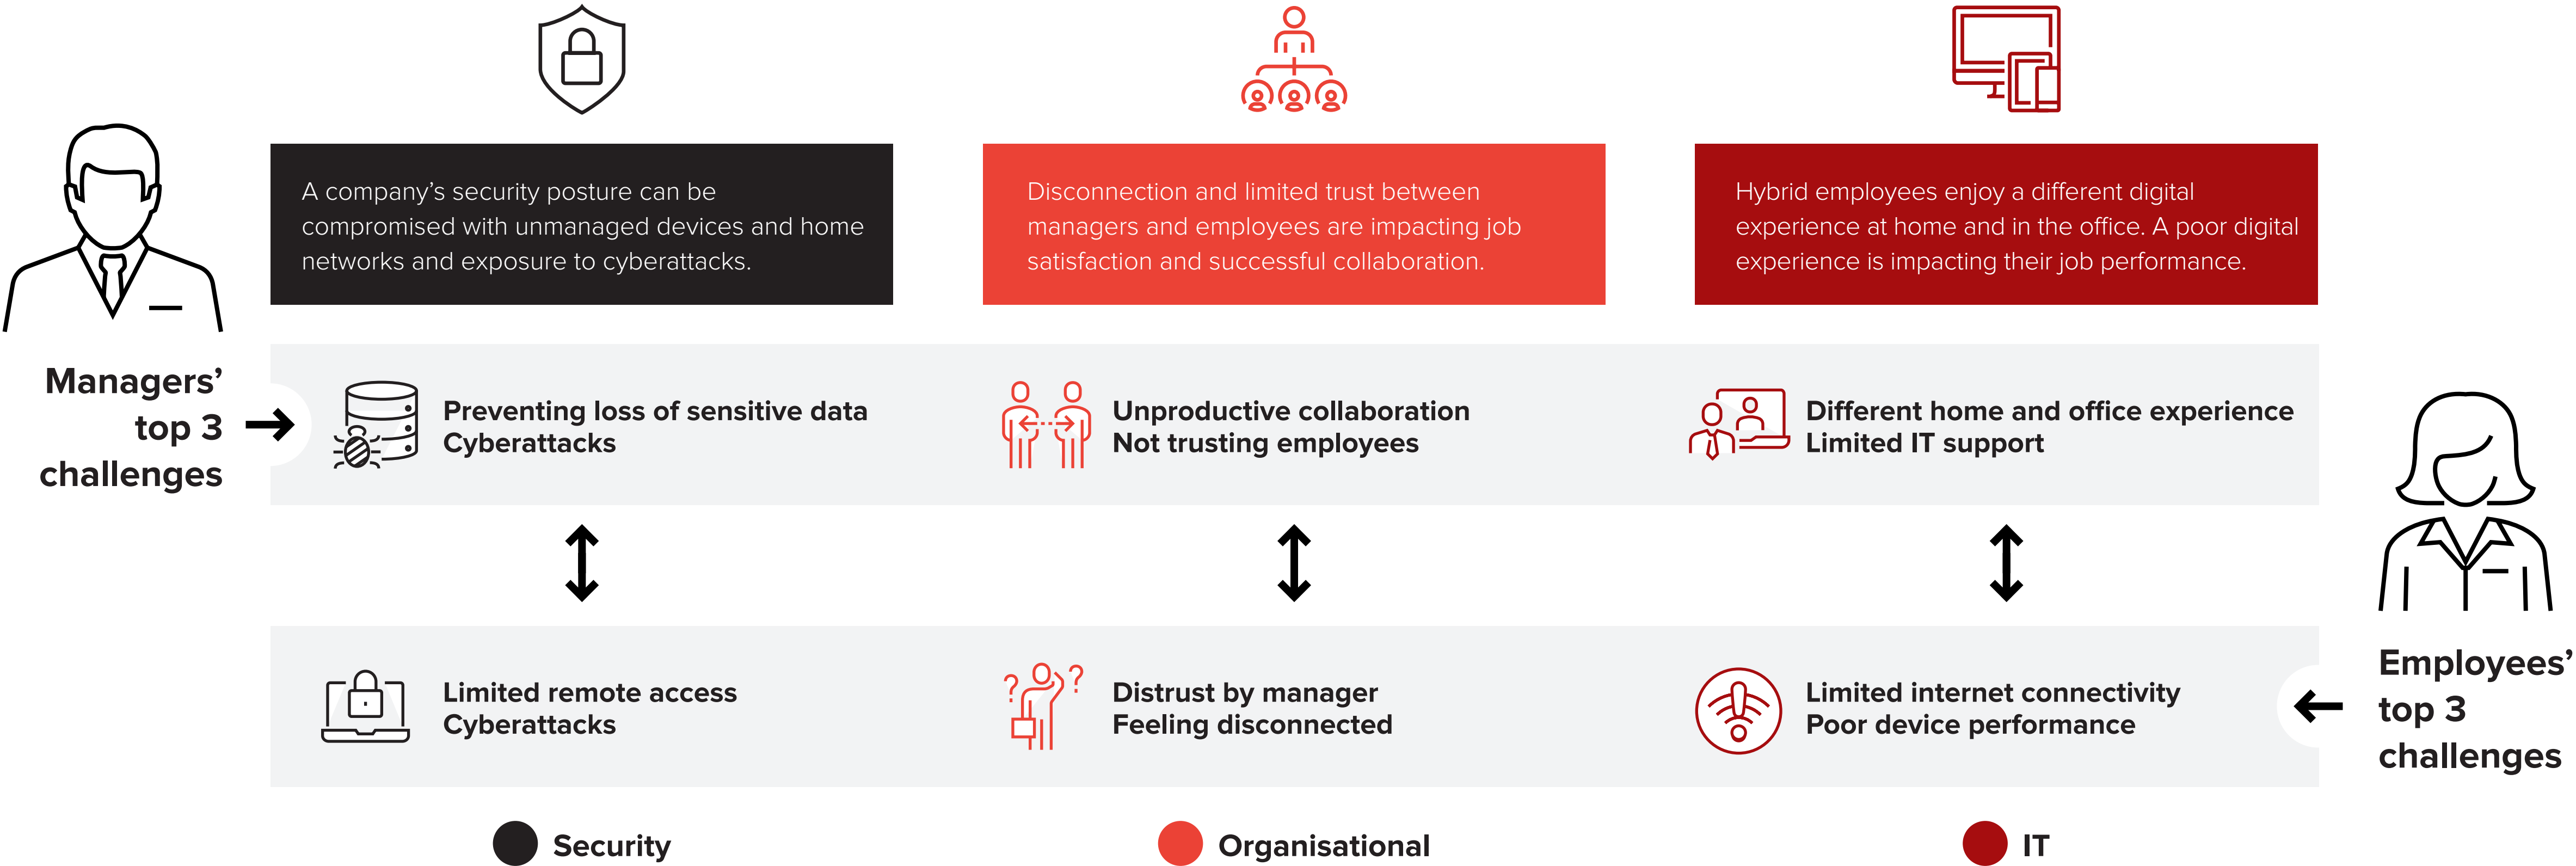 A company’s security posture can be
compromised with unmanaged devices and home
networks and exposure to cyberattacks.
Disconnection and limited trust between
managers and employees are impacting job
satisfaction and successful collaboration.
Hybrid employees enjoy a different digital
experience at home and in the office. A poor digital
experience is impacting their job performance.
Managers’
top 3
challenges
Preventing loss of sensitive data
Cyberattacks
Unproductive collaboration
Not trusting employees
Different home and office experience
Limited IT support
Limited remote access
Cyberattacks
Distrust by manager
Feeling disconnected
Limited internet connectivity
Poor device performance
Employees’
top 3
challenges
Security
Organisational
IT